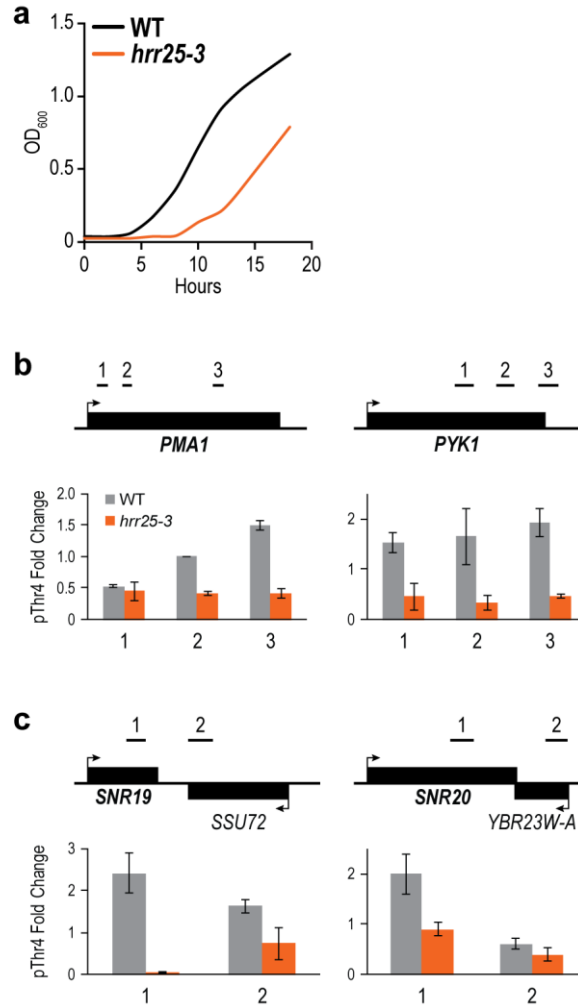 a
1.5
1.0
0.5
0
OD600
WT
hrr25-3
0 5 10 15 20
Hours
b
1 2 3
PMA1
1 2 3
PYK1
pThr4 Fold Change
2.0
1.5
1.0
0.5
0
WT
hrr25-3
1 2 3
2
1
0
1 2 3
c
1 2
SNR19
SSU72
1 2
SNR20
YBR23W-A
pThr4 Fold Change
3
2
1
0
1 2
2
1
0
1 2